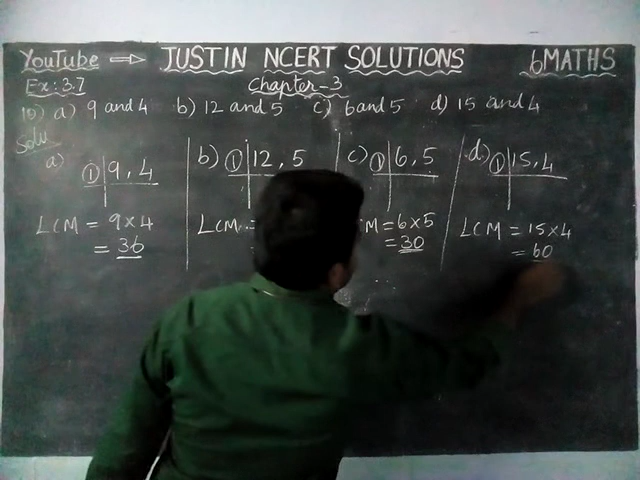 YouTube ⇒ JUSTIN NCERT SOLUTIONS 6MATHS
Ex: 3.7 Chapter-3
10) a) 9 and 4 b) 12 and 5 c) 6 and 5 d) 15 and 4
Solu
a) 1 9, 4
LCM = 9×4
= 36
b) 1 12, 5
LCM =
c) 1 6, 5
M = 6×5
= 30
d) 1 15, 4
LCM = 15×4
= 60